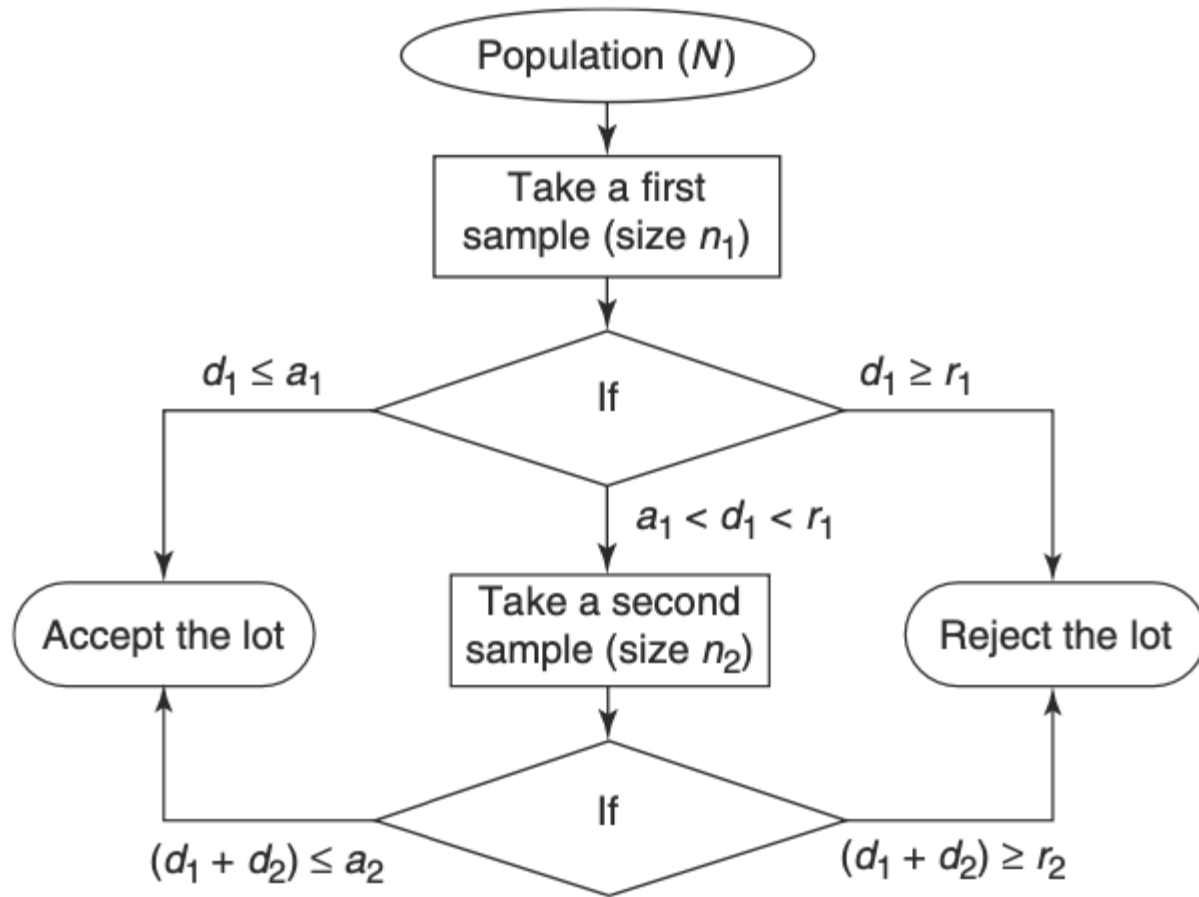 Population (N)
Take a first
sample (size n₁)
d₁ ≤ a₁
If
d₁ ≥ r₁
a₁ < d₁ < r₁
Accept the lot
Take a second
sample (size n₂)
Reject the lot
If
(d₁ + d₂) ≤ a₂
(d₁ + d₂) ≥ r₂